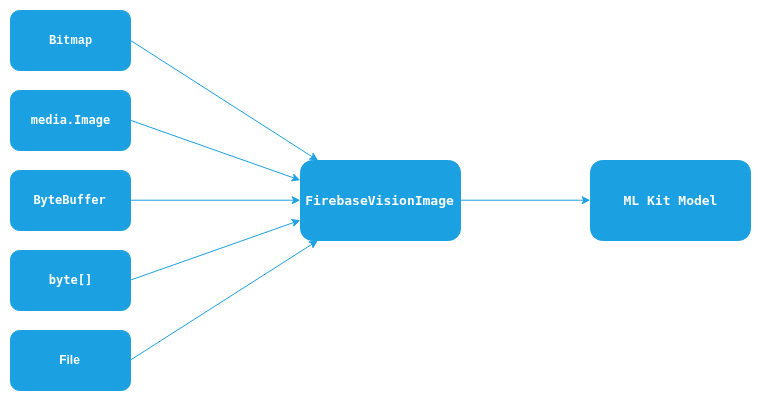 Bitmap
media.Image
ByteBuffer
byte[]
File
FirebaseVisionImage
ML Kit Model